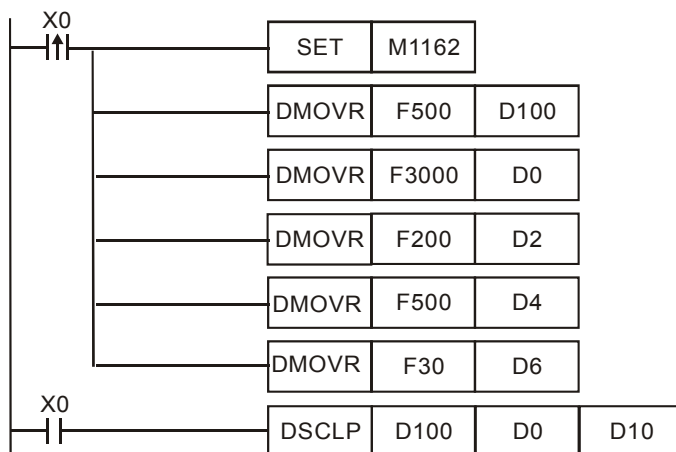 X0
SET M1162
DMOVR F500 D100
DMOVR F3000 D0
DMOVR F200 D2
DMOVR F500 D4
DMOVR F30 D6
X0
DSCLP D100 D0 D10